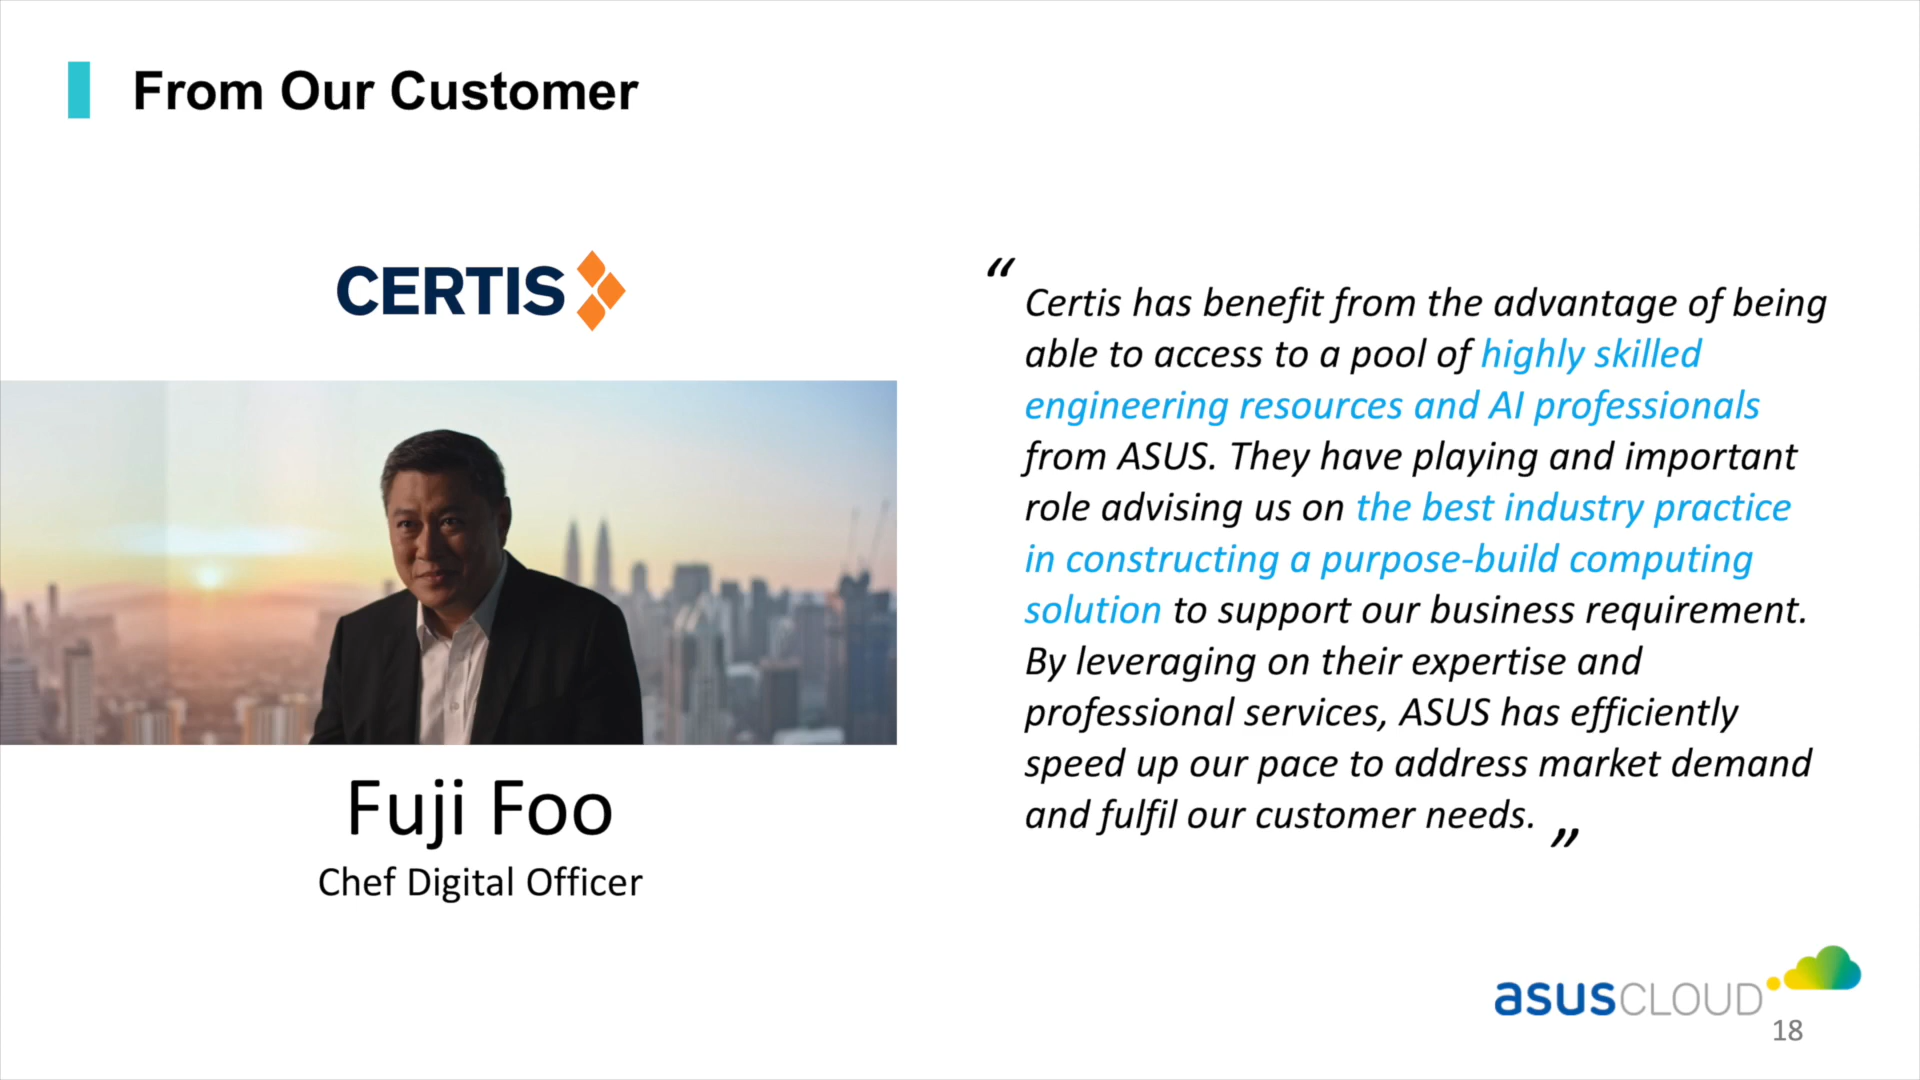 From Our Customer
CERTIS
Fuji Foo
Chef Digital Officer
“
Certis has benefit from the advantage of being
able to access to a pool of highly skilled
engineering resources and AI professionals
from ASUS. They have playing and important
role advising us on the best industry practice
in constructing a purpose-build computing
solution to support our business requirement.
By leveraging on their expertise and
professional services, ASUS has efficiently
speed up our pace to address market demand
and fulfil our customer needs. ”
asusCLOUD
18